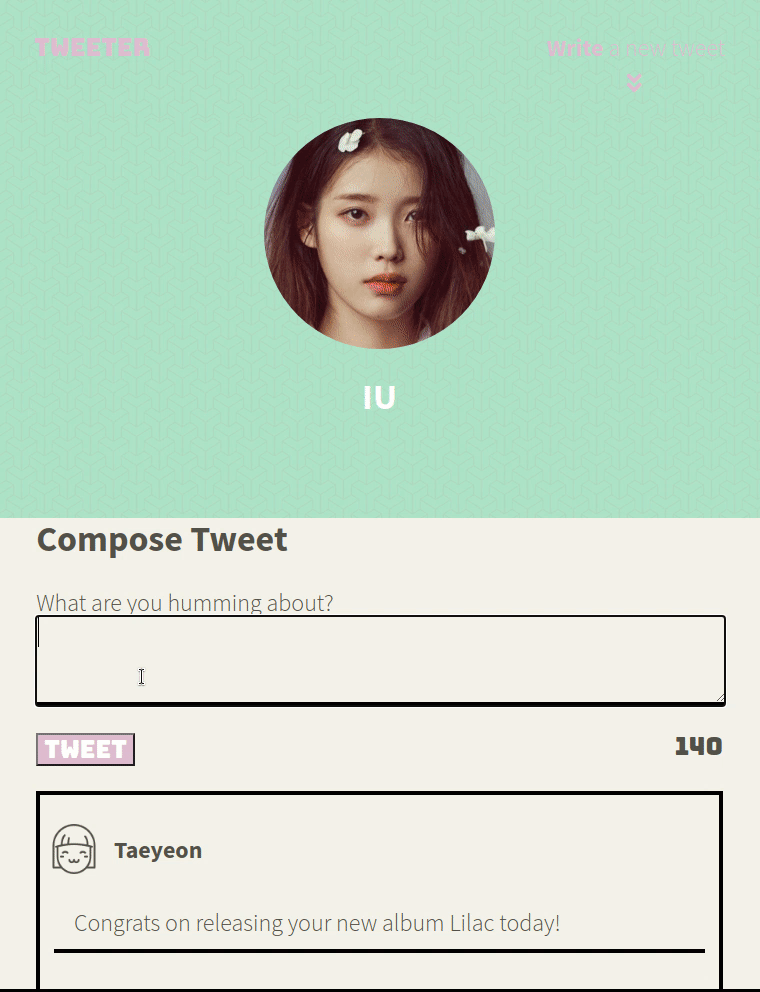 TWEETER
Write a new tweet
IU
Compose Tweet
What are you humming about?
TWEET
140
Taeyeon
Congrats on releasing your new album Lilac today!